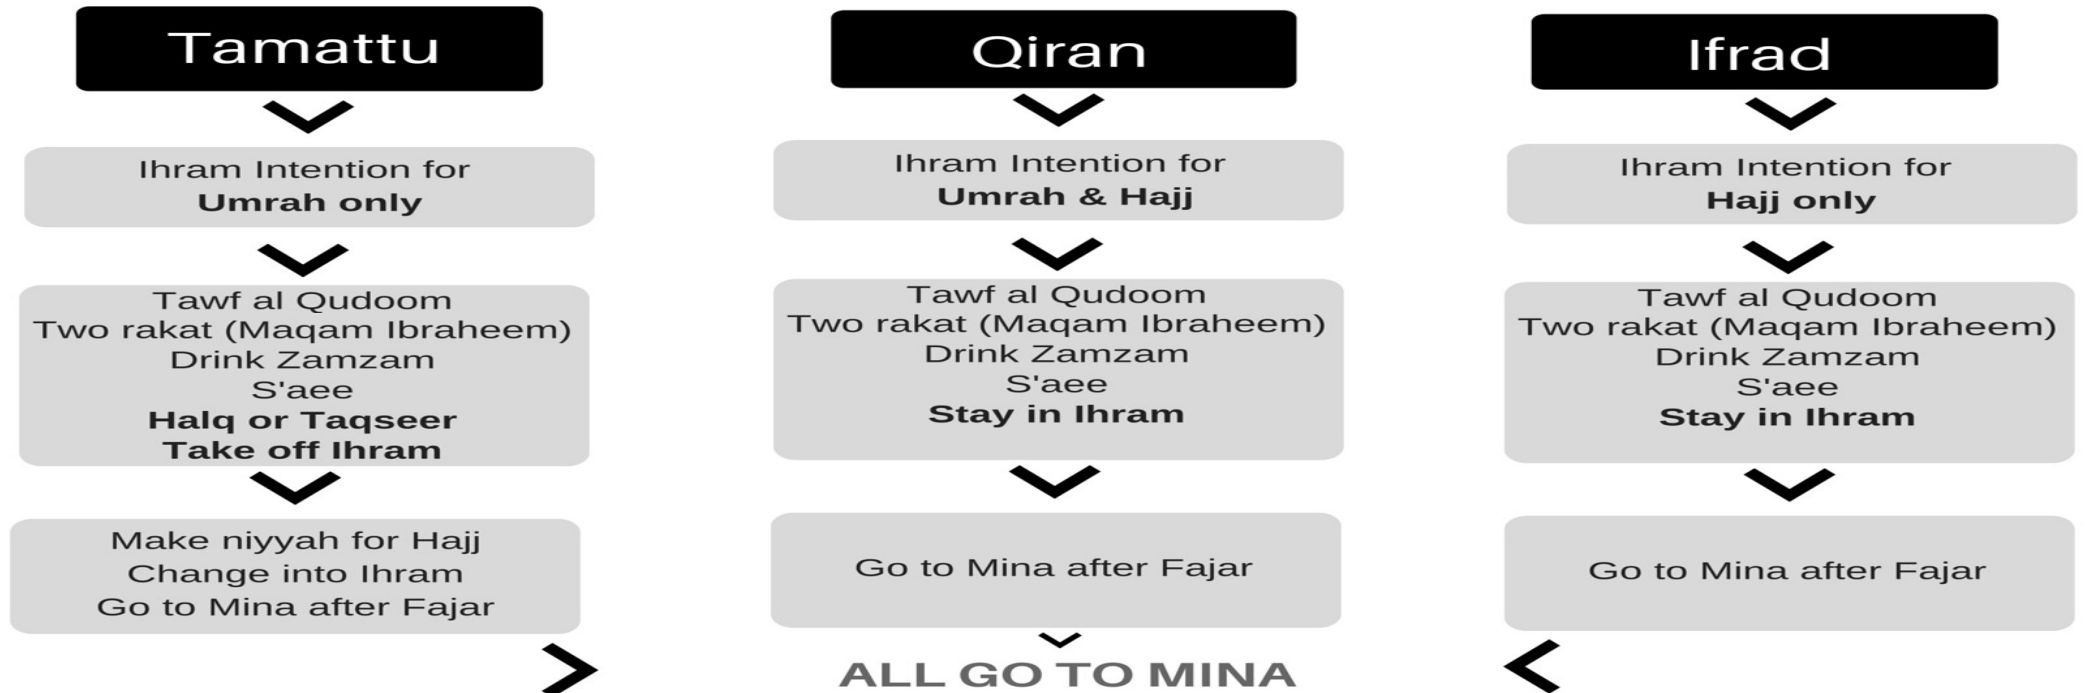 Tamattu
Ihram Intention for
Umrah only
Tawf al Qudoom
Two rakat (Maqam Ibraheem)
Drink Zamzam
S'aee
Halq or Taqseer
Take off Ihram
Make niyyah for Hajj
Change into Ihram
Go to Mina after Fajar
Qiran
Ihram Intention for
Umrah & Hajj
Tawf al Qudoom
Two rakat (Maqam Ibraheem)
Drink Zamzam
S'aee
Stay in Ihram
Go to Mina after Fajar
Ifrad
Ihram Intention for
Hajj only
Tawf al Qudoom
Two rakat (Maqam Ibraheem)
Drink Zamzam
S'aee
Stay in Ihram
Go to Mina after Fajar
ALL GO TO MINA